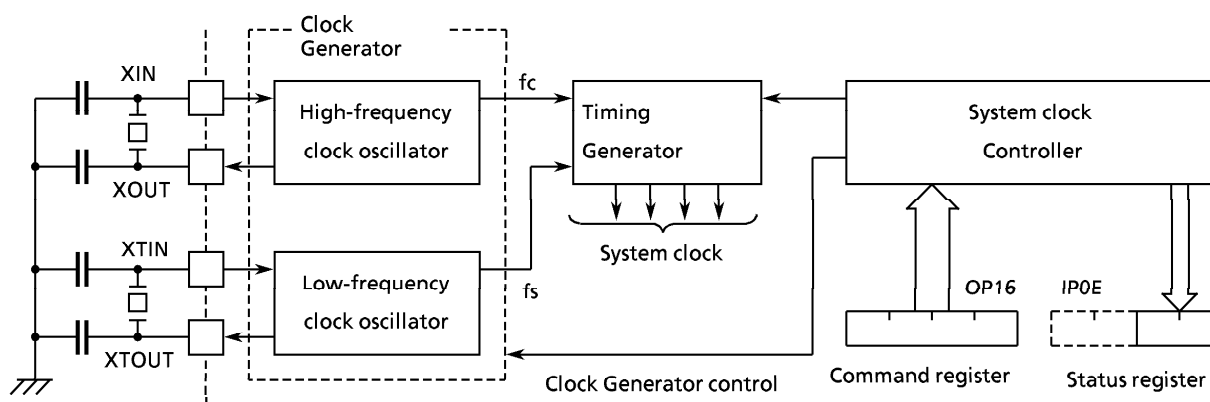 Clock
Generator
XIN
XOUT
XTIN
XTOUT
High-frequency
clock oscillator
Low-frequency
clock oscillator
fc
fs
Timing
Generator
System clock
System clock
Controller
OP16
IP0E
Clock Generator control
Command register
Status register